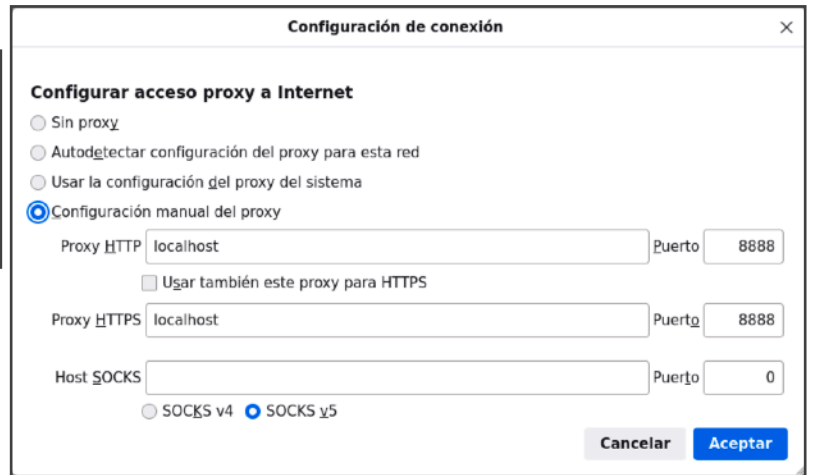 Configuración de conexión
Configurar acceso proxy a Internet
Sin proxy
Autodetectar configuración del proxy para esta red
Usar la configuración del proxy del sistema
Configuración manual del proxy
Proxy HTTP localhost Puerto 8888
Usar también este proxy para HTTPS
Proxy HTTPS localhost Puerto 8888
Host SOCKS Puerto 0
SOCKS v4 SOCKS v5
Cancelar Aceptar